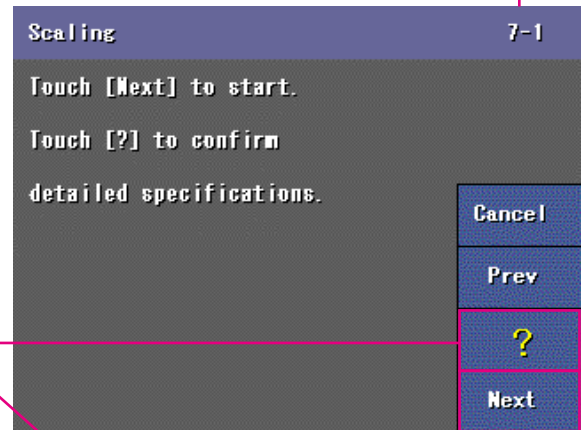 Scaling 7-1
Touch [Next] to start.
Touch [?] to confirm
detailed specifications.
Cancel
Prev
?
Next